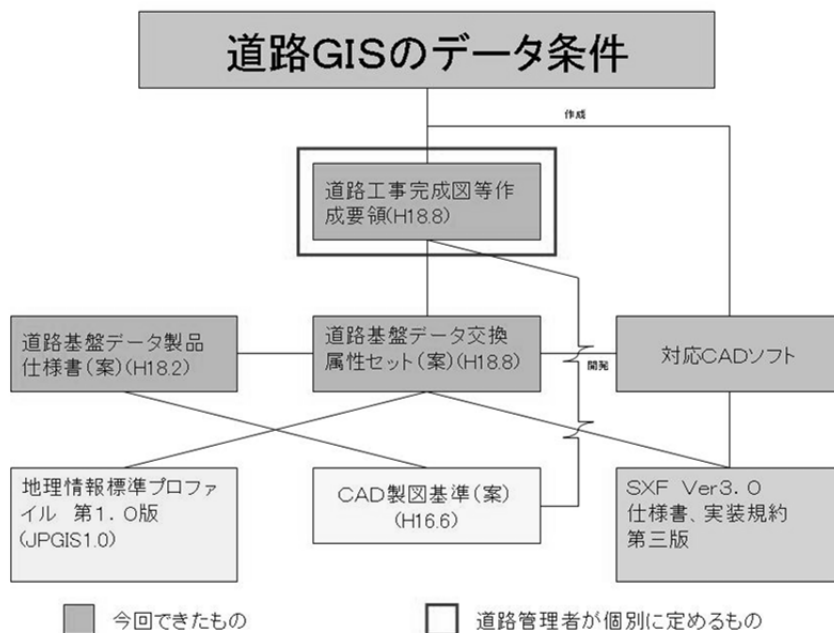 道路GISのデータ条件
作成
道路工事完成図等作
成要領(H18.8)
道路基盤データ製品
仕様書(案)(H18.2)
道路基盤データ交換
属性セット(案)(H18.8)
開発
対応CADソフト
地理情報標準プロファ
イル 第1.0版
(JPGIS1.0)
CAD製図基準(案)
(H16.6)
SXF Ver3.0
仕様書、実装規約
第三版
今回できたもの
道路管理者が個別に定めるもの